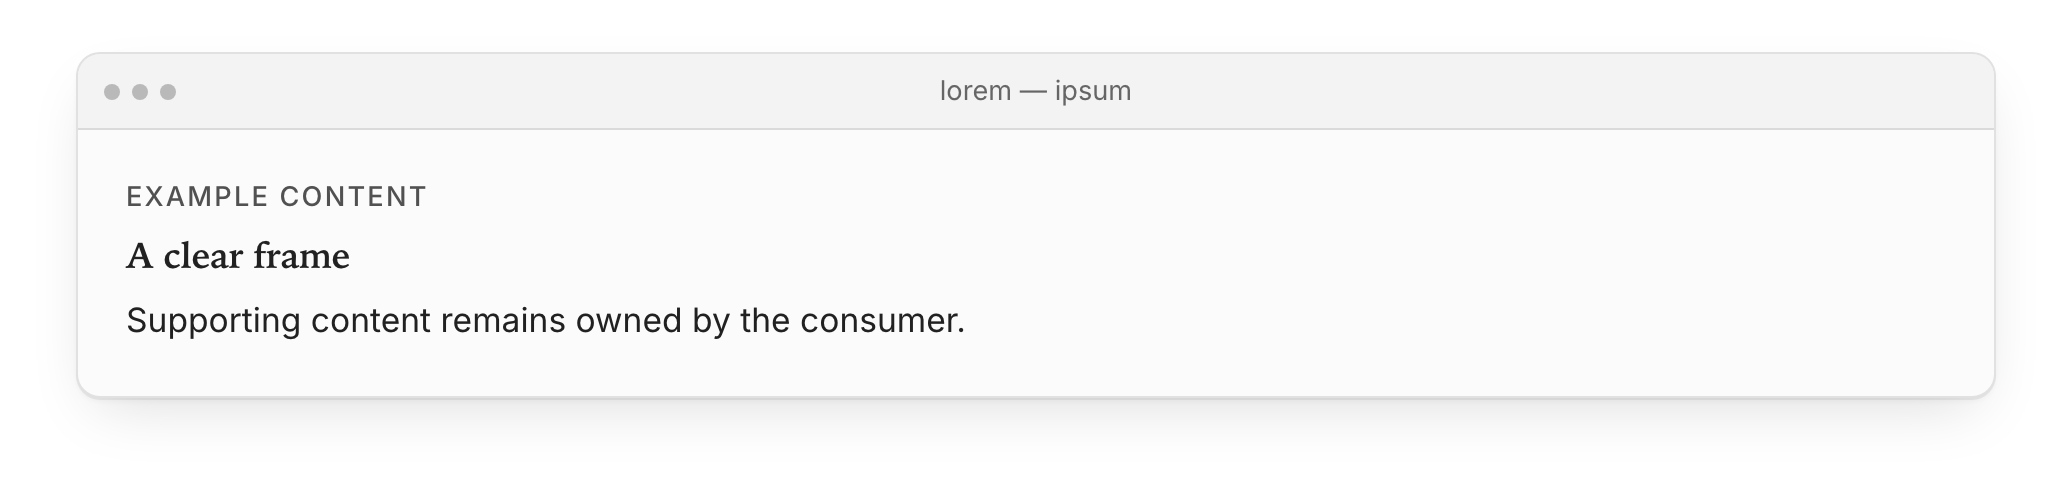 lorem — ipsum
EXAMPLE CONTENT
A clear frame
Supporting content remains owned by the consumer.